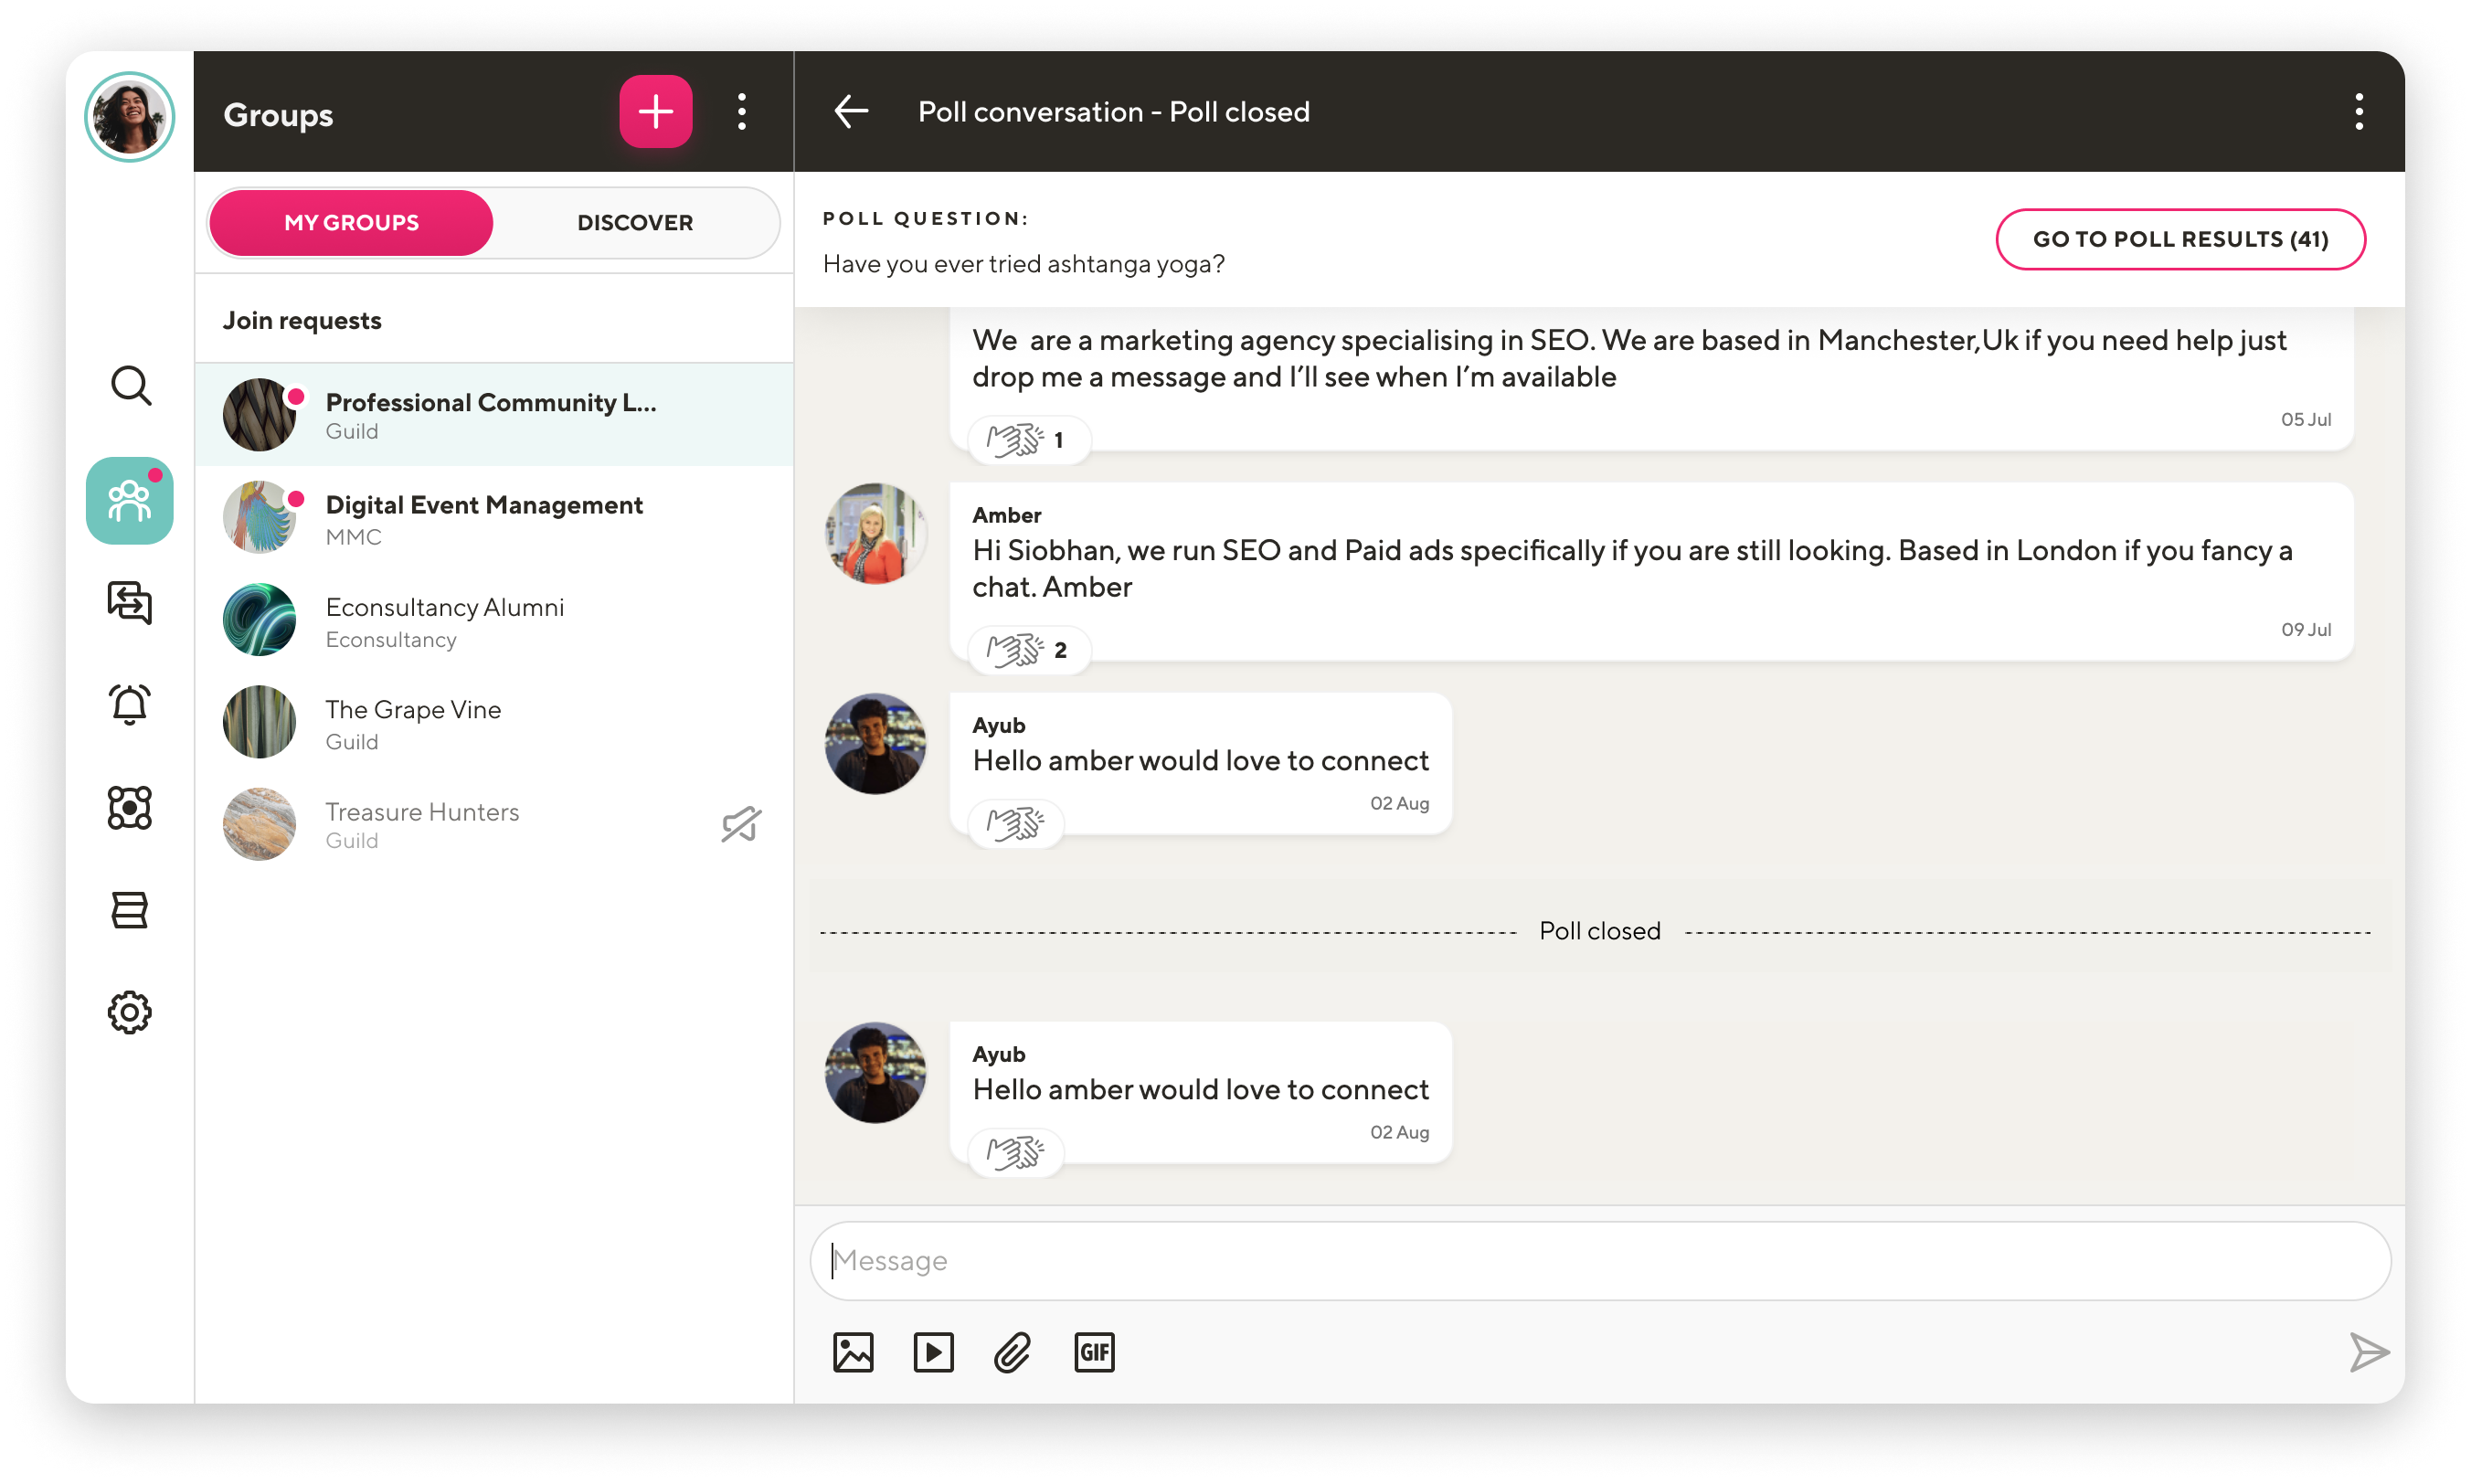 Groups
MY GROUPS
DISCOVER
Join requests
Professional Community L...
Guild
Digital Event Management
MMC
Econsultancy Alumni
Econsultancy
The Grape Vine
Guild
Treasure Hunters
Guild
Poll conversation - Poll closed
POLL QUESTION:
Have you ever tried ashtanga yoga?
GO TO POLL RESULTS (41)
We  are a marketing agency specialising in SEO. We are based in Manchester,Uk if you need help just
drop me a message and I’ll see when I’m available
05 Jul
1
Amber
Hi Siobhan, we run SEO and Paid ads specifically if you are still looking. Based in London if you fancy a
chat. Amber
09 Jul
2
Ayub
Hello amber would love to connect
02 Aug
Poll closed
Ayub
Hello amber would love to connect
02 Aug
Message
GIF